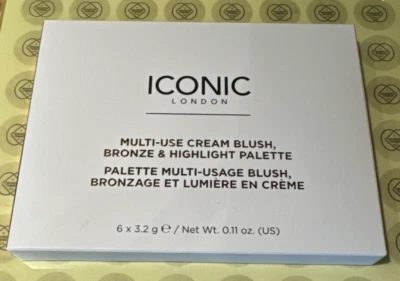 ICONIC
LONDON
MULTI-USE CREAM BLUSH,
BRONZE & HIGHLIGHT PALETTE
PALETTE MULTI-USAGE BLUSH,
BRONZAGE ET LUMIÈRE EN CRÈME
6 x 3.2 g ℮ / Net Wt. 0.11 oz. (US)